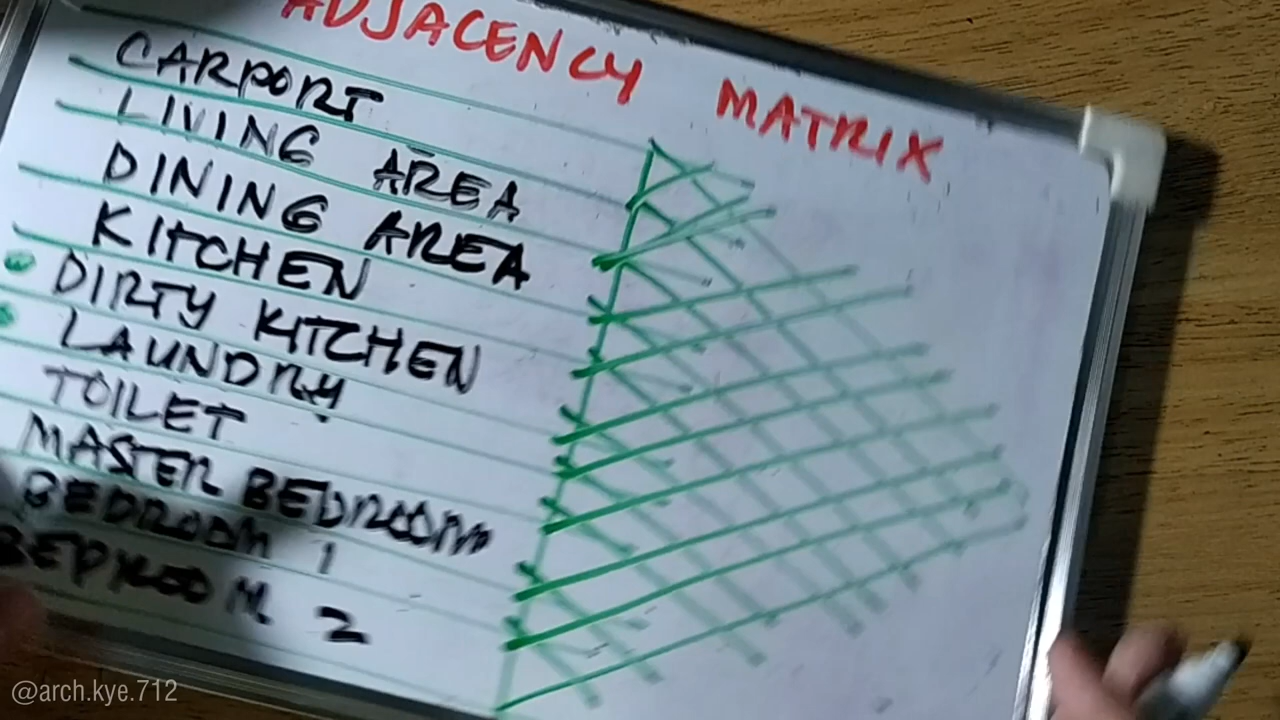 ADJACENCY MATRIX
CARPORT
LIVING AREA
DINING AREA
KITCHEN
DIRTY KITCHEN
LAUNDRY
TOILET
MASTER BEDROOM
BEDROOM 1
BEDROOM 2
@arch.kye.712